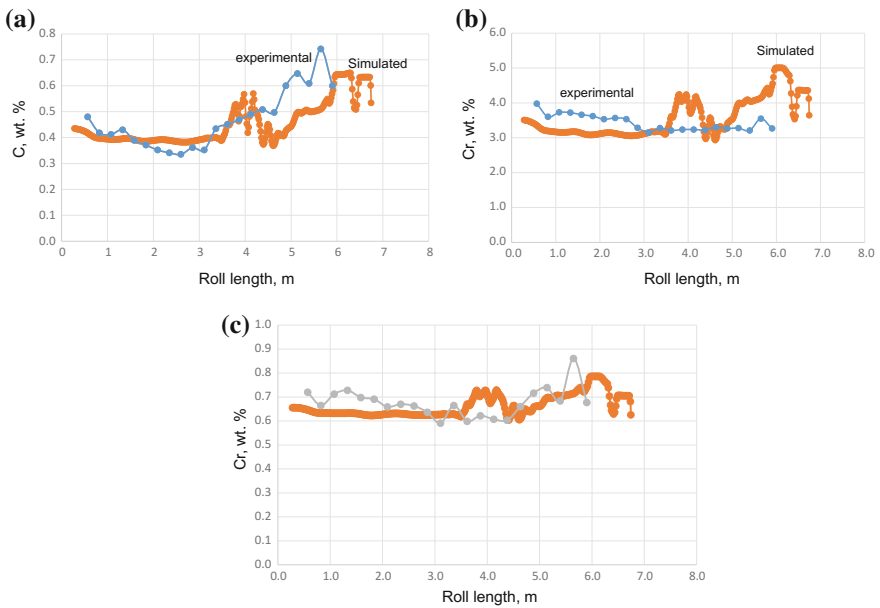 (a)
0.8
0.7
0.6
0.5
0.4
0.3
0.2
0.1
0.0
C, wt. %
experimental
Simulated
0 1 2 3 4 5 6 7 8
Roll length, m
(b)
6.0
5.0
4.0
3.0
2.0
1.0
0.0
Cr, wt. %
Simulated
experimental
0.0 1.0 2.0 3.0 4.0 5.0 6.0 7.0 8.0
Roll length, m
(c)
1.0
0.9
0.8
0.7
0.6
0.5
0.4
0.3
0.2
0.1
0.0
Cr, wt. %
0.0 1.0 2.0 3.0 4.0 5.0 6.0 7.0 8.0
Roll length, m